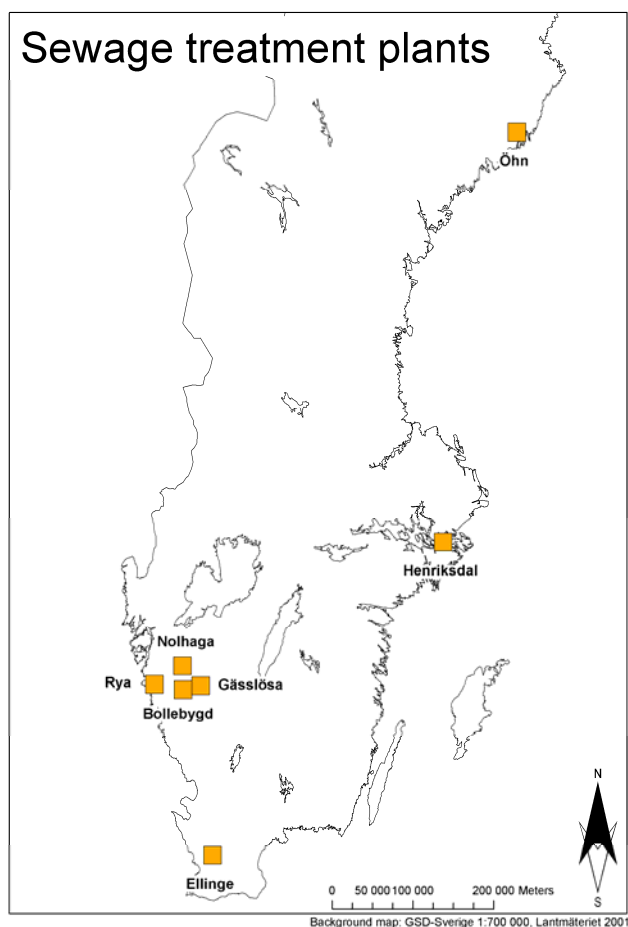 Sewage treatment plants
Öhn
Henriksdal
Nolhaga
Rya
Gässlösa
Bollebygd
N
Ellinge
0 50 000 100 000 200 000 Meters
S
Background map: GSD-Sverige 1:700 000, Lantmäteriet 2001